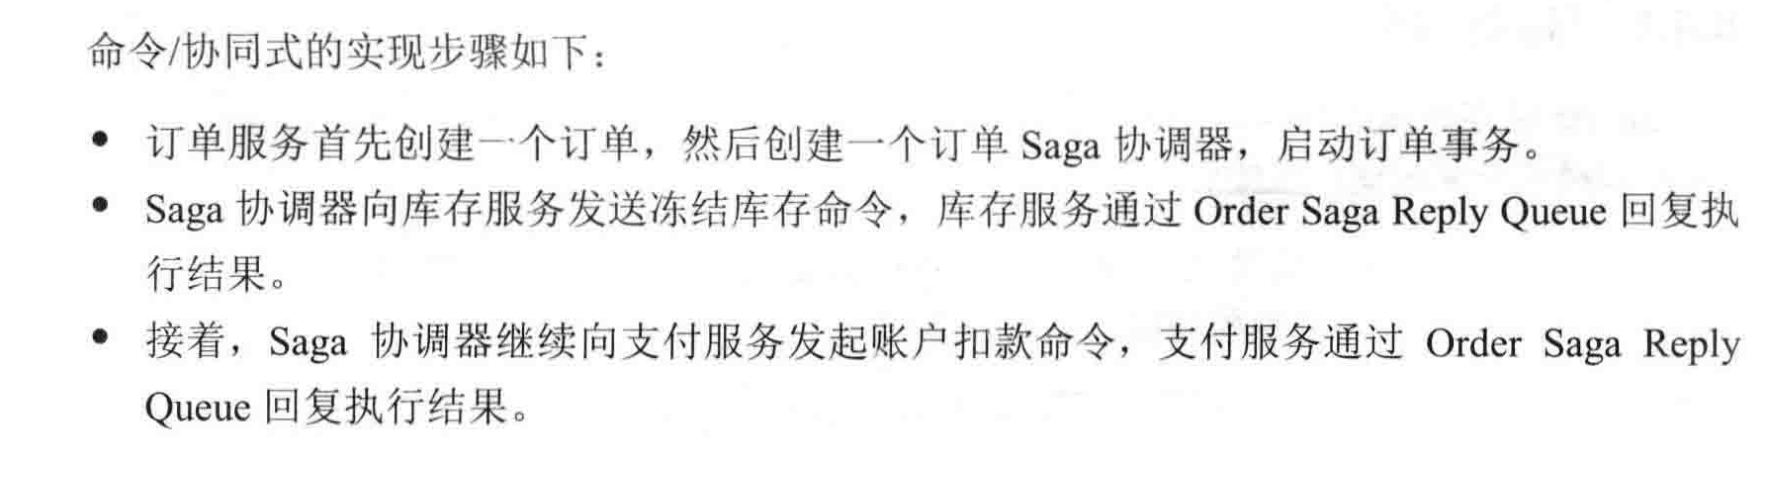 命令/协同式的实现步骤如下：
● 订单服务首先创建一个订单，然后创建一个订单 Saga 协调器，启动订单事务。
● Saga 协调器向库存服务发送冻结库存命令，库存服务通过 Order Saga Reply Queue 回复执
行结果。
● 接着，Saga 协调器继续向支付服务发起账户扣款命令，支付服务通过 Order Saga Reply
Queue 回复执行结果。